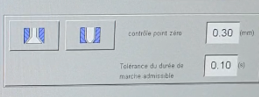 contrôle point zéro 0.30 (mm)
Tolérance du durée de 0.10 (s)
marche admissible